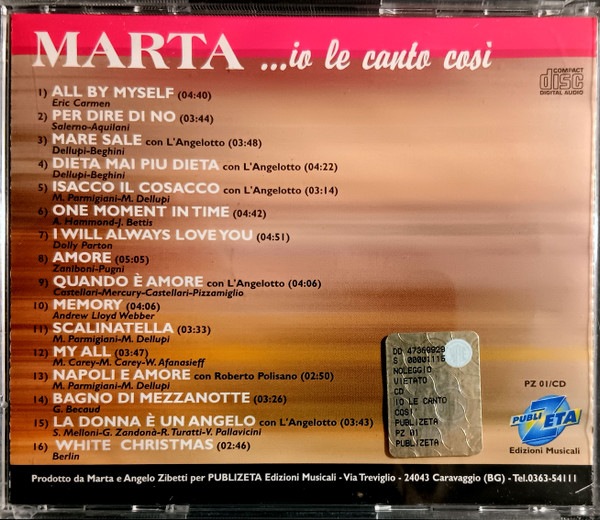 MARTA ...io le canto così
COMPACT
disc
DIGITAL AUDIO
1) ALL BY MYSELF (04:40)
Eric Carmen
2) PER DIRE DI NO (03:44)
Salerno-Aquilani
3) MARE SALE con L'Angelotto (03:48)
Dellupi-Beghini
4) DIETA MAI PIU DIETA con L'Angelotto (04:22)
Dellupi-Beghini
5) ISACCO IL COSACCO con L'Angelotto (03:14)
M. Parmigiani-M. Dellupi
6) ONE MOMENT IN TIME (04:42)
A. Hammond-J. Bettis
7) I WILL ALWAYS LOVE YOU (04:51)
Dolly Parton
8) AMORE (05:05)
Zaniboni-Pugni
9) QUANDO È AMORE con L'Angelotto (04:06)
Castellari-Mercury-Castellari-Pizzamiglio
10) MEMORY (04:06)
Andrew Lloyd Webber
11) SCALINATELLA (03:33)
M. Parmigiani-M. Dellupi
12) MY ALL (03:47)
M. Carey-M. Carey-W. Afanasieff
13) NAPOLI E AMORE con Roberto Polisano (02:50)
M. Parmigiani-M. Dellupi
14) BAGNO DI MEZZANOTTE (03:26)
G. Becaud
15) LA DONNA È UN ANGELO con L'Angelotto (03:43)
S. Melloni-G. Zandonà-R. Turatti-V. Pallavicini
16) WHITE CHRISTMAS (02:46)
Berlin
S 00001116
NOLEGGIO
VIETATO
CD
IO LE CANTO
COSI
PUBLIZETA
PZ 01
PUBLIZETA
PZ 01/CD
PUBLI ZETA
Edizioni Musicali
Prodotto da Marta e Angelo Zibetti per PUBLIZETA Edizioni Musicali - Via Treviglio - 24043 Caravaggio (BG) - Tel.0363-54111